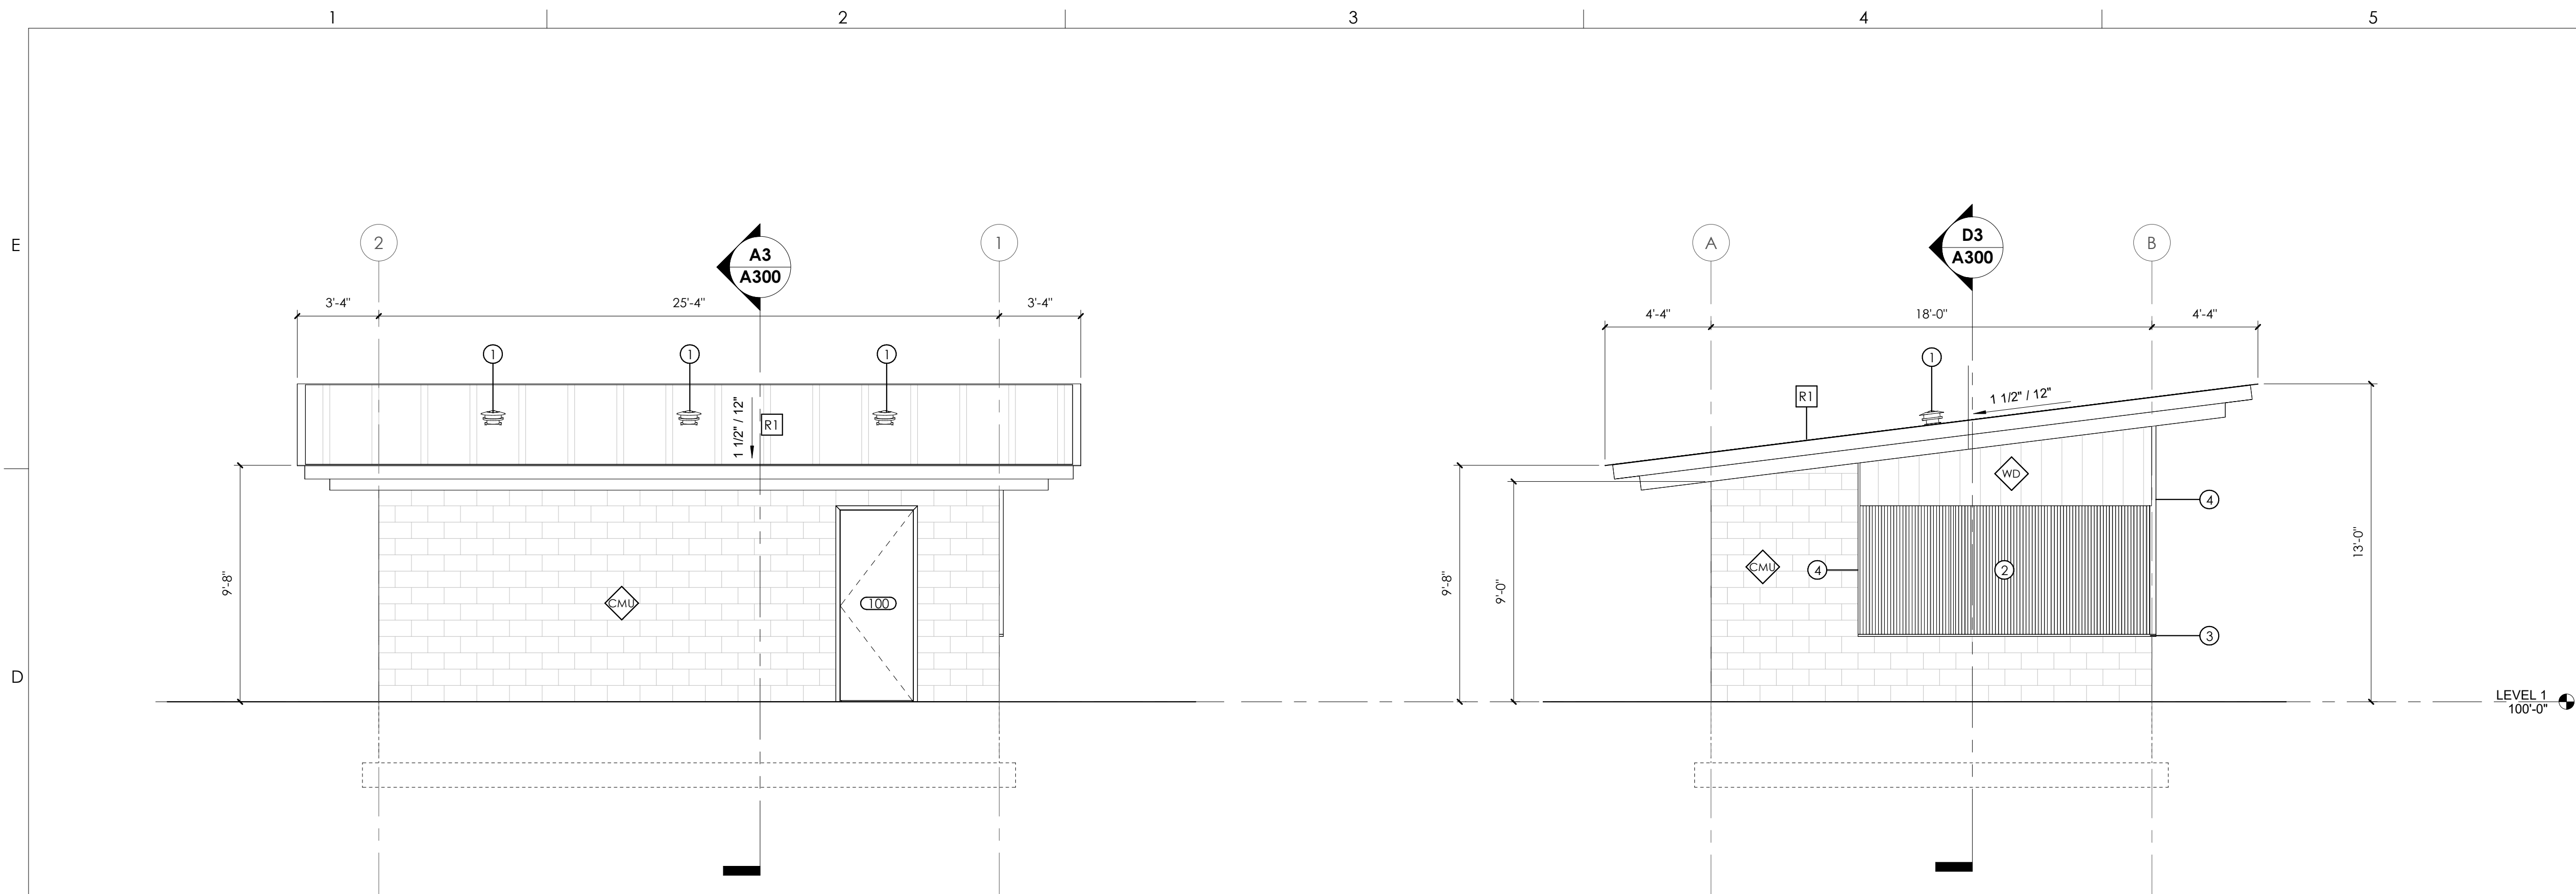 1 2 3 4 5
E
D
2
A3
A300
1
3'-4"
25'-4"
3'-4"
1
1
1
1 1/2" / 12"
R1
9'-8"
CMU
100
A
D3
A300
B
4'-4"
18'-0"
4'-4"
1
R1
1 1/2" / 12"
WD
4
CMU
4
2
3
9'-8"
9'-0"
13'-0"
LEVEL 1
100'-0"